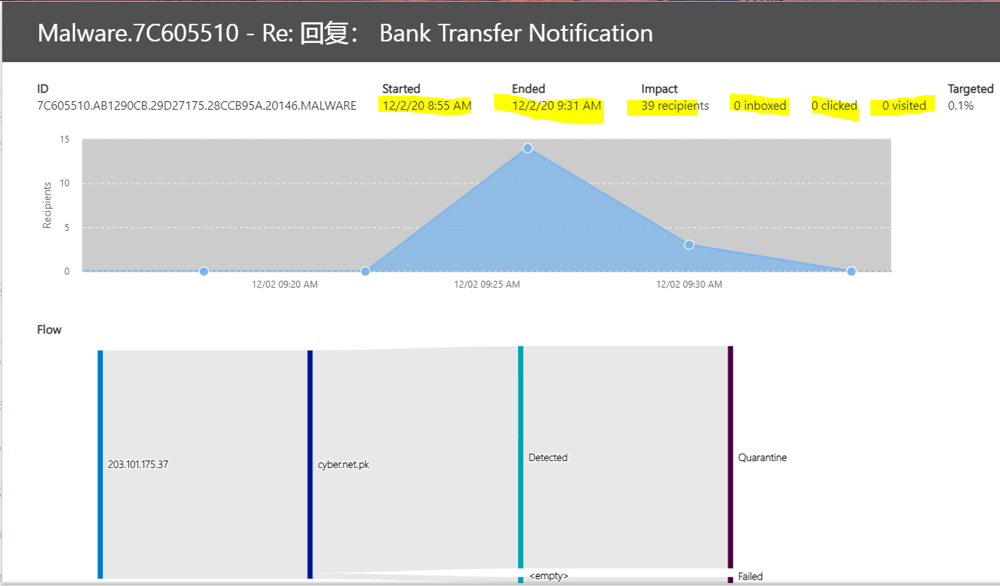 Malware.7C605510 - Re: 回复： Bank Transfer Notification
ID Started Ended Impact Targeted
7C605510.AB1290CB.29D27175.28CCB95A.20146.MALWARE 12/2/20 8:55 AM 12/2/20 9:31 AM 39 recipients 0 inboxed 0 clicked 0 visited 0.1%
15
10
5
0
Recipients
12/02 09:20 AM 12/02 09:25 AM 12/02 09:30 AM
Flow
203.101.175.37 cyber.net.pk Detected Quarantine
<empty> Failed